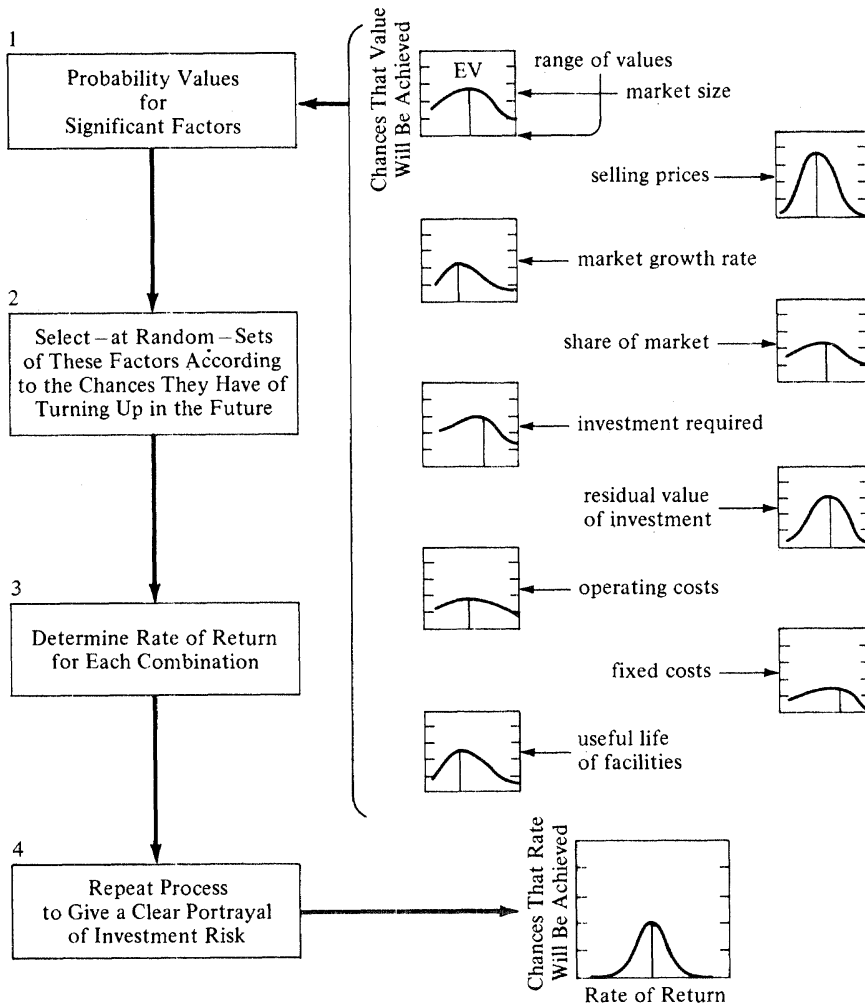 1
Probability Values
for
Significant Factors
2
Select – at Random – Sets
of These Factors According
to the Chances They Have of
Turning Up in the Future
3
Determine Rate of Return
for Each Combination
4
Repeat Process
to Give a Clear Portrayal
of Investment Risk
Chances That Value
Will Be Achieved
EV
range of values
market size
selling prices
market growth rate
share of market
investment required
residual value
of investment
operating costs
fixed costs
useful life
of facilities
Chances That Rate
Will Be Achieved
Rate of Return